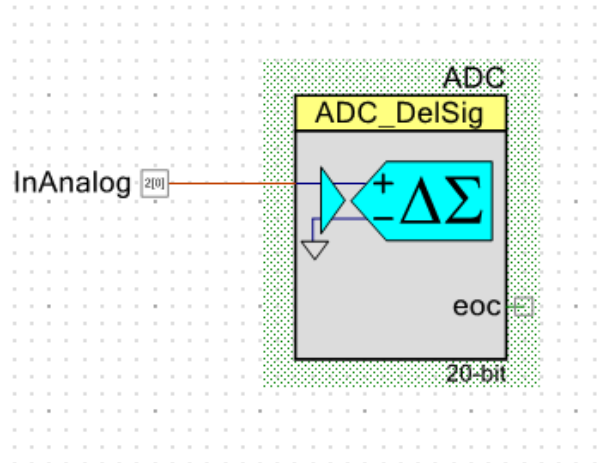 ADC
ADC_DelSig
InAnalog 2[0]
+
− ΔΣ
eoc
20-bit